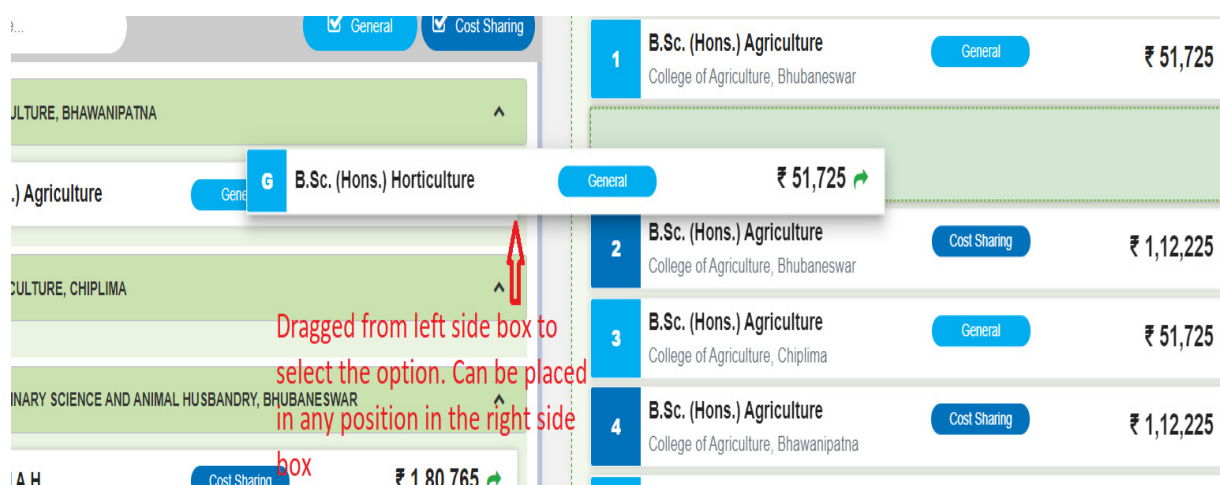 General
Cost Sharing
ULTURE, BHAWANIPATNA
.) Agriculture
G
B.Sc. (Hons.) Horticulture
General
₹ 51,725
CULTURE, CHIPLIMA
Dragged from left side box to
select the option. Can be placed
in any position in the right side
box
INARY SCIENCE AND ANIMAL HUSBANDRY, BHUBANESWAR
Cost Sharing
₹ 1,80,765
1
B.Sc. (Hons.) Agriculture
College of Agriculture, Bhubaneswar
General
₹ 51,725
2
B.Sc. (Hons.) Agriculture
College of Agriculture, Bhubaneswar
Cost Sharing
₹ 1,12,225
3
B.Sc. (Hons.) Agriculture
College of Agriculture, Chiplima
General
₹ 51,725
4
B.Sc. (Hons.) Agriculture
College of Agriculture, Bhawanipatna
Cost Sharing
₹ 1,12,225